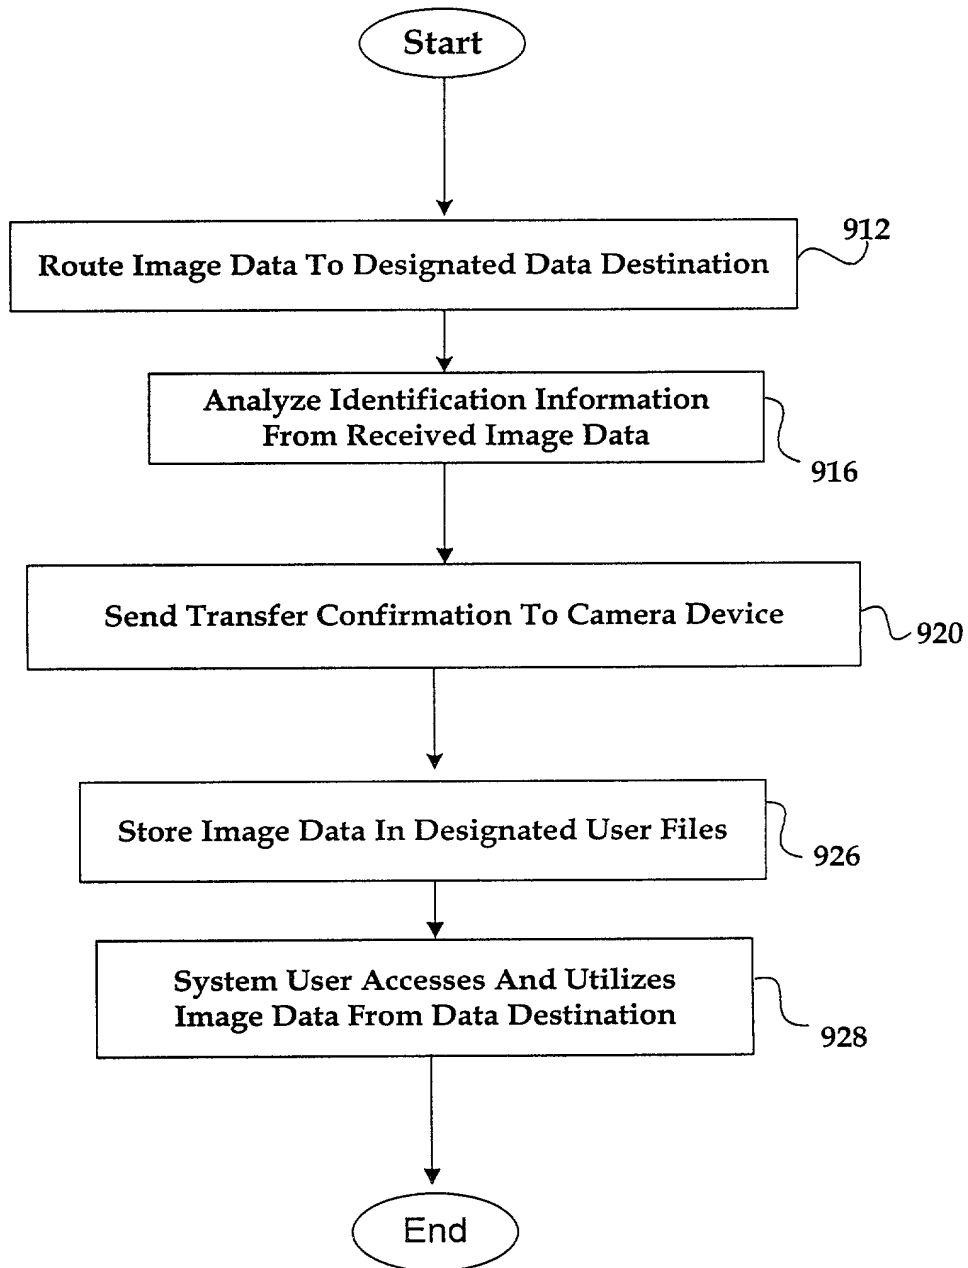 Start
Route Image Data To Designated Data Destination
912
Analyze Identification Information
From Received Image Data
916
Send Transfer Confirmation To Camera Device
920
Store Image Data In Designated User Files
926
System User Accesses And Utilizes
Image Data From Data Destination
928
End